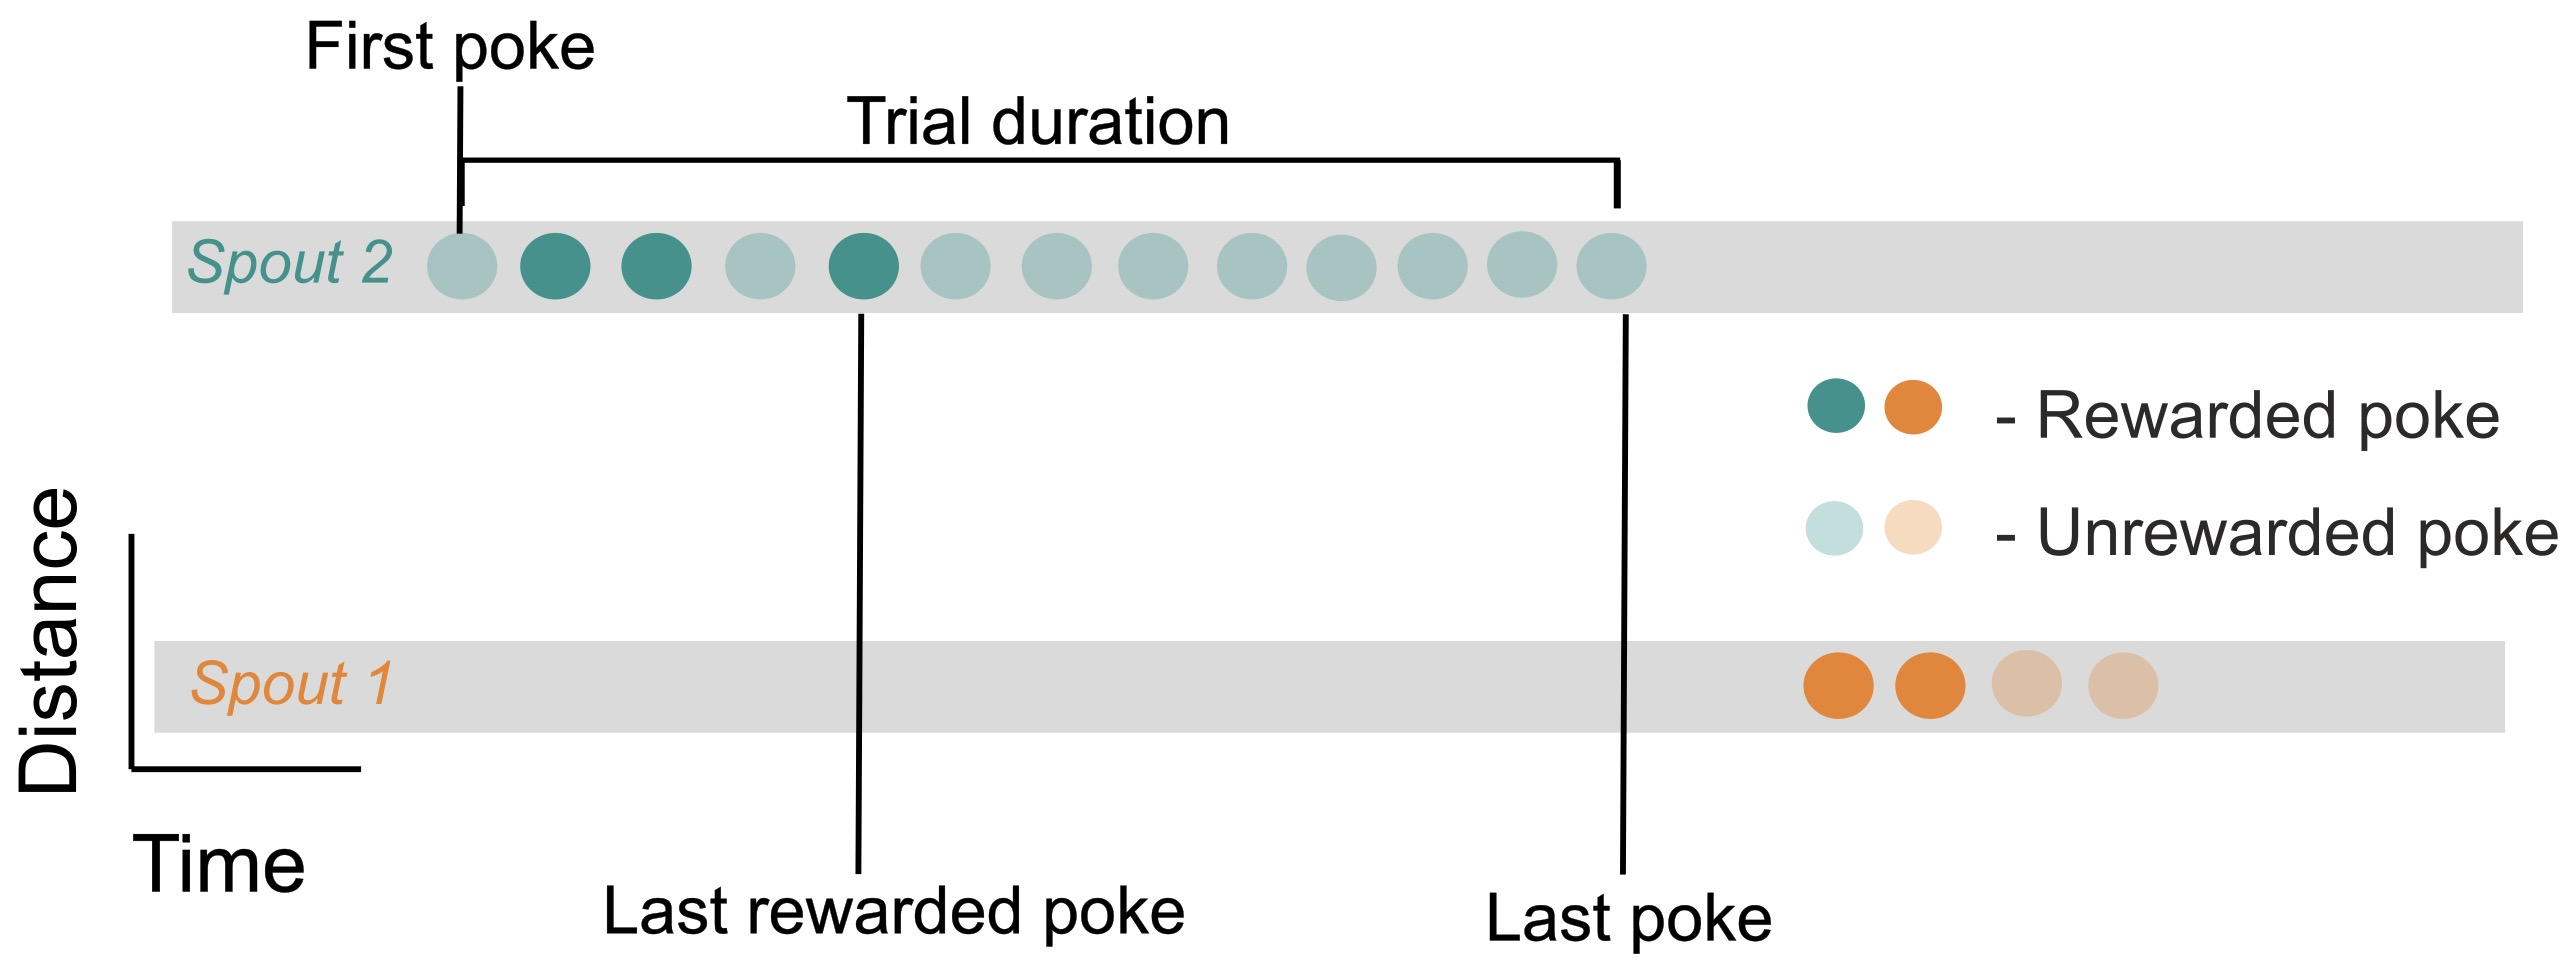 First poke
Trial duration
Spout 2
- Rewarded poke
- Unrewarded poke
Distance
Spout 1
Time
Last rewarded poke
Last poke